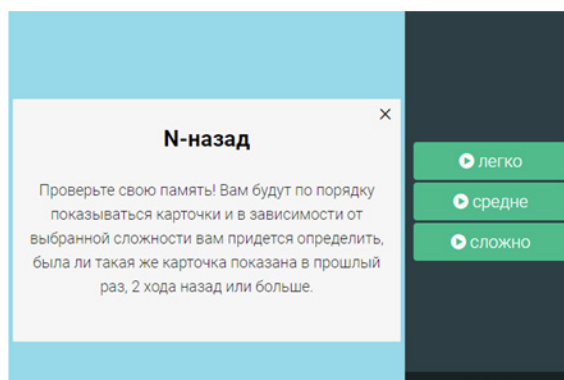 N-назад
Проверьте свою память! Вам будут по порядку
показываться карточки и в зависимости от
выбранной сложности вам придется определить,
была ли такая же карточка показана в прошлый
раз, 2 хода назад или больше.
легко
средне
сложно